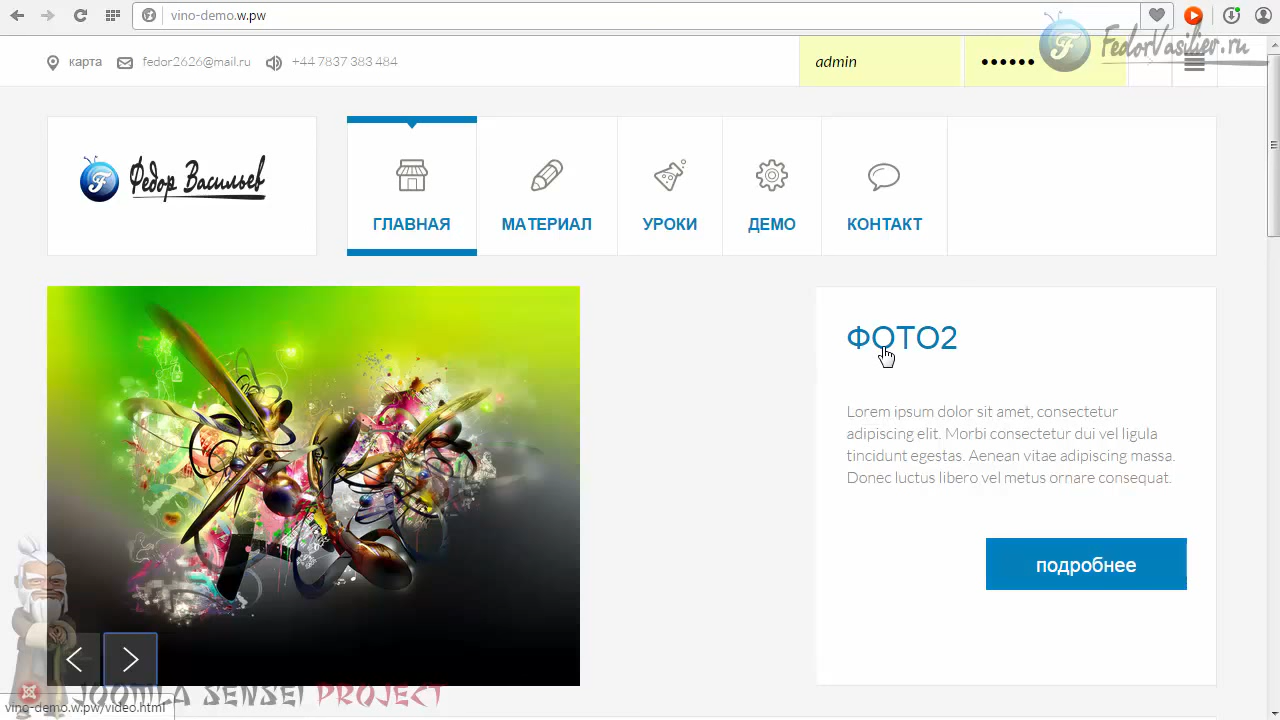 vino-demo.w.pw
FedorVasiliev.ru
карта
fedor2626@mail.ru
+44 7837 383 484
admin
••••••
Федор Васильев
ГЛАВНАЯ
МАТЕРИАЛ
УРОКИ
ДЕМО
КОНТАКТ
ФОТО2
Lorem ipsum dolor sit amet, consectetur
adipiscing elit. Morbi consectetur dui vel ligula
tincidunt egestas. Aenean vitae adipiscing massa.
Donec luctus libero vel metus ornare consequat.
подробнее
JOOMLA SENSEI PROJECT
vino-demo.w.pw/video.html